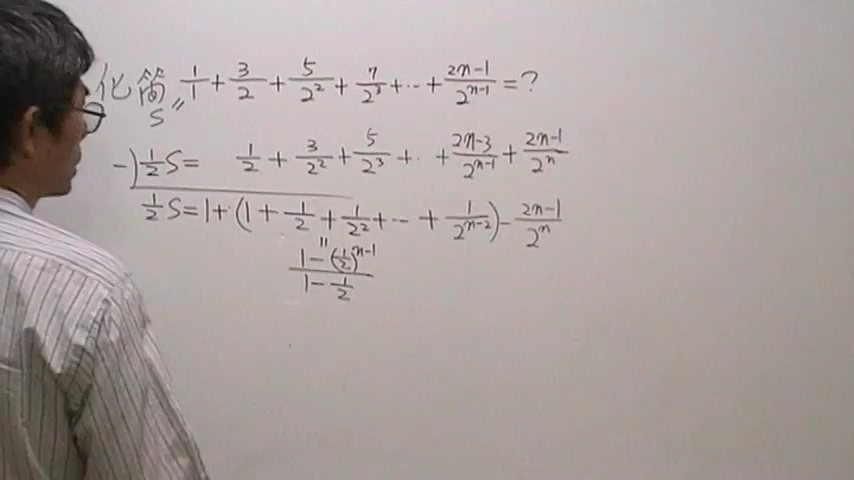 化簡 1/1 + 3/2 + 5/2² + 7/2³ + ‥ + (2n-1)/2ⁿ⁻¹ = ?
S〃
-) 1/2 S = 1/2 + 3/2² + 5/2³ + ‥ + (2n-3)/2ⁿ⁻¹ + (2n-1)/2ⁿ
1/2 S = 1 + (1 + 1/2 + 1/2² + ‥ + 1/2ⁿ⁻²) - (2n-1)/2ⁿ
〃
(1-(1/2)ⁿ⁻¹)/(1-1/2)